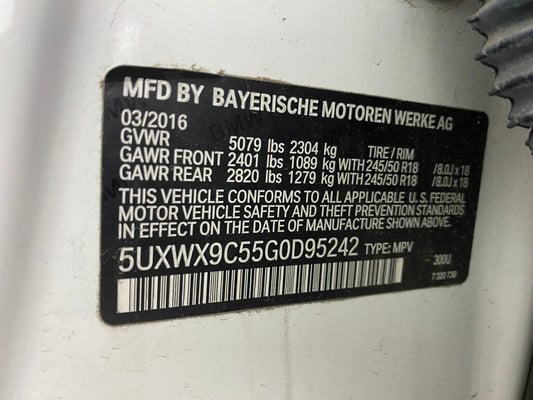 MFD BY BAYERISCHE MOTOREN WERKE AG
03/2016
GVWR 5079 lbs 2304 kg TIRE / RIM
GAWR FRONT 2401 lbs 1089 kg WITH 245/50 R18 /8.0J x 18
GAWR REAR 2820 lbs 1279 kg WITH 245/50 R18 /8.0J x 18
THIS VEHICLE CONFORMS TO ALL APPLICABLE U. S. FEDERAL
MOTOR VEHICLE SAFETY STANDARDS
IN EFFECT ON THE DATE OF MANUFACTURE SHOWN ABOVE.
5UXWX9C55G0D95242 TYPE: MPV
300U
7 320 730